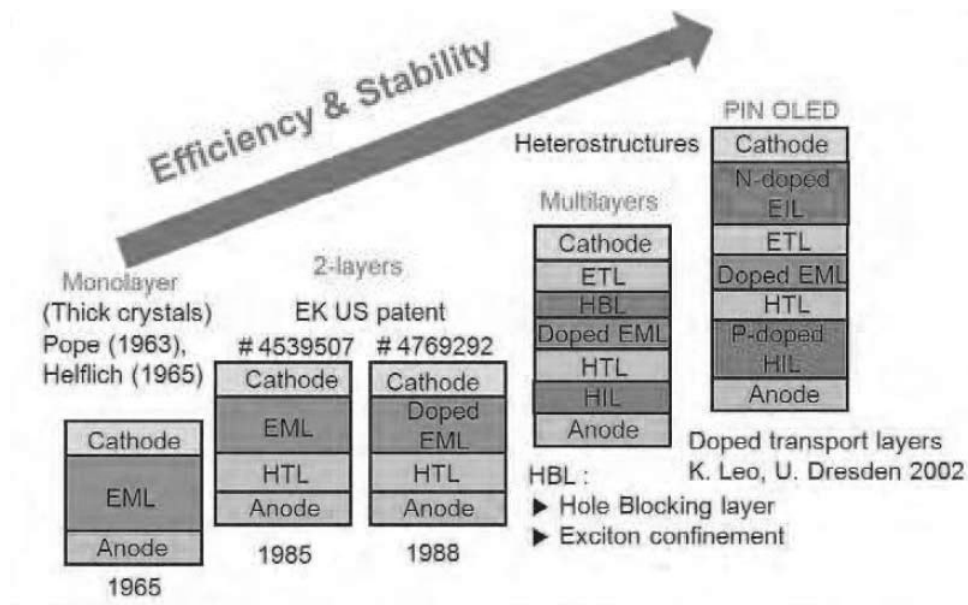 Efficiency & Stability
Monolayer
(Thick crystals)
Pope (1963),
Helflich (1965)
Cathode
EML
Anode
1965
2-layers
EK US patent
# 4539507
# 4769292
Cathode
EML
HTL
Anode
1985
Cathode
Doped
EML
HTL
Anode
1988
Heterostructures
Multilayers
Cathode
ETL
HBL
Doped EML
HTL
HIL
Anode
HBL :
▶ Hole Blocking layer
▶ Exciton confinement
PIN OLED
Cathode
N-doped
EIL
ETL
Doped EML
HTL
P-doped
HIL
Anode
Doped transport layers
K. Leo, U. Dresden 2002